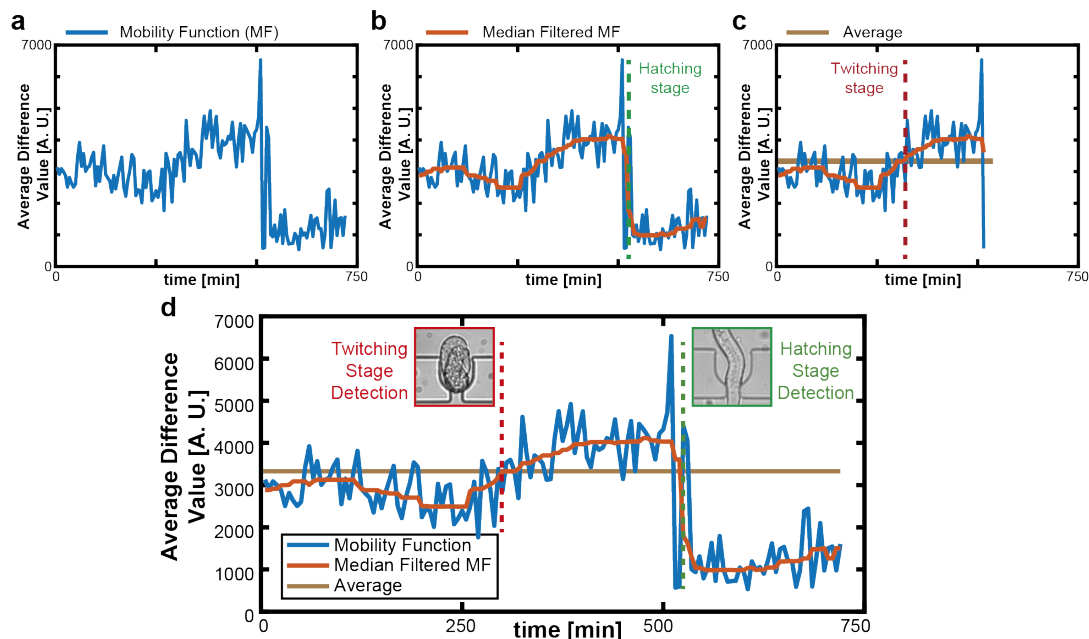 a
Mobility Function (MF)
7000
Average Difference
Value [A. U.]
0
0
time [min]
750
b
Median Filtered MF
7000
Hatching
stage
Average Difference
Value [A. U.]
0
0
time [min]
750
c
Average
7000
Twitching
stage
Average Difference
Value [A. U.]
0
0
time [min]
750
d
7000
6000
5000
4000
3000
2000
1000
0
Average Difference
Value [A. U.]
Twitching
Stage
Detection
Hatching
Stage
Detection
Mobility Function
Median Filtered MF
Average
0
250
500
750
time [min]